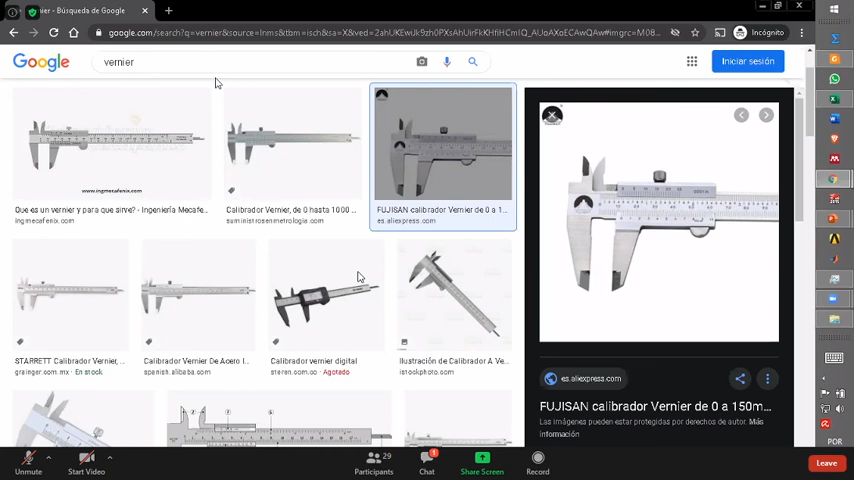 ernier - Búsqueda de Google
google.com/search?q=vernier&source=lnms&tbm=isch&sa=X&ved=
Incógnito
Google
vernier
Iniciar sesión
www.ingmecafenix.com
Que es un vernier y para que sirve? - Ingeniería Mecafe...
ingmecafenix.com
Calibrador Vernier, de 0 hasta 1000 ...
suministrosenmetrologia.com
FUJISAN calibrador Vernier de 0 a 1...
es.aliexpress.com
STARRETT Calibrador Vernier, ...
grainger.com.mx • En stock
Calibrador Vernier De Acero I...
spanish.alibaba.com
Calibrador vernier digital
steren.com.co • Agotado
Ilustración de Calibrador A Ve...
istockphoto.com
es.aliexpress.com
FUJISAN calibrador Vernier de 0 a 150m...
Las imágenes pueden estar protegidas por derechos de autor. Más
información
POR
Unmute
Start Video
29
Participants
1
Chat
Share Screen
Record
Leave